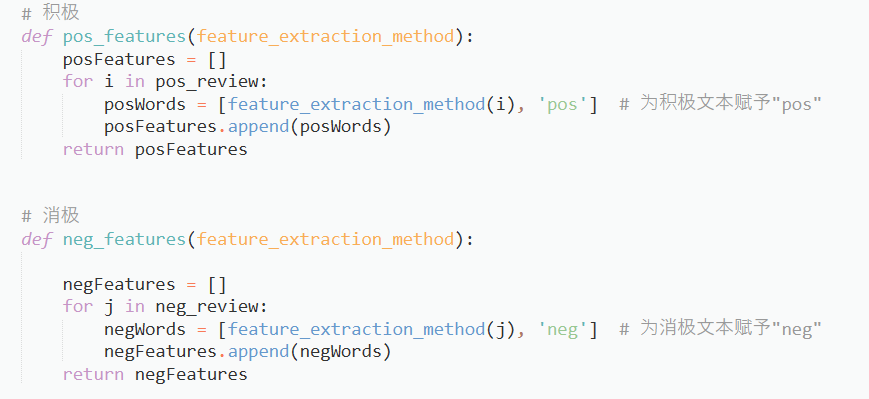 # 积极
def pos_features(feature_extraction_method):
    posFeatures = []
    for i in pos_review:
        posWords = [feature_extraction_method(i), 'pos']  # 为积极文本赋予"pos"
        posFeatures.append(posWords)
    return posFeatures
# 消极
def neg_features(feature_extraction_method):
    negFeatures = []
    for j in neg_review:
        negWords = [feature_extraction_method(j), 'neg']  # 为消极文本赋予"neg"
        negFeatures.append(negWords)
    return negFeatures